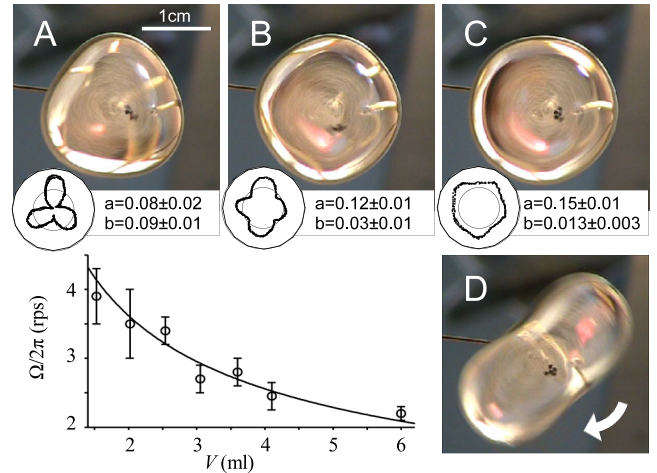 A
1cm
B
C
a=0.08±0.02
b=0.09±0.01
a=0.12±0.01
b=0.03±0.01
a=0.15±0.01
b=0.013±0.003
D
4
3
2
Ω/2π (rps)
2
3
4
5
6
V (ml)